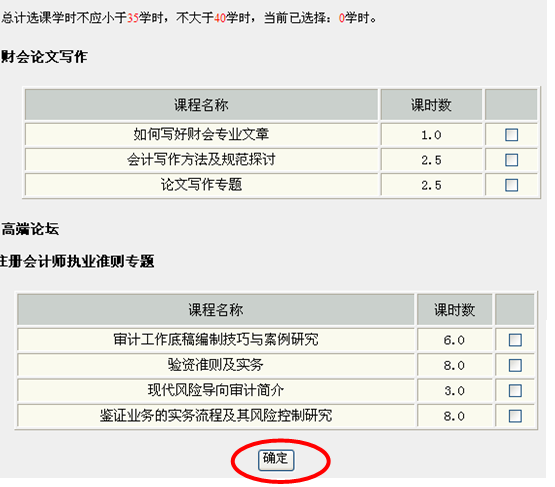 总计选课学时不应小于35学时，不大于40学时，当前已选择：0学时。
财会论文写作
课程名称 课时数
如何写好财会专业文章 1.0
会计写作方法及规范探讨 2.5
论文写作专题 2.5
高端论坛
注册会计师执业准则专题
课程名称 课时数
审计工作底稿编制技巧与案例研究 6.0
验资准则及实务 8.0
现代风险导向审计简介 3.0
鉴证业务的实务流程及其风险控制研究 8.0
确定